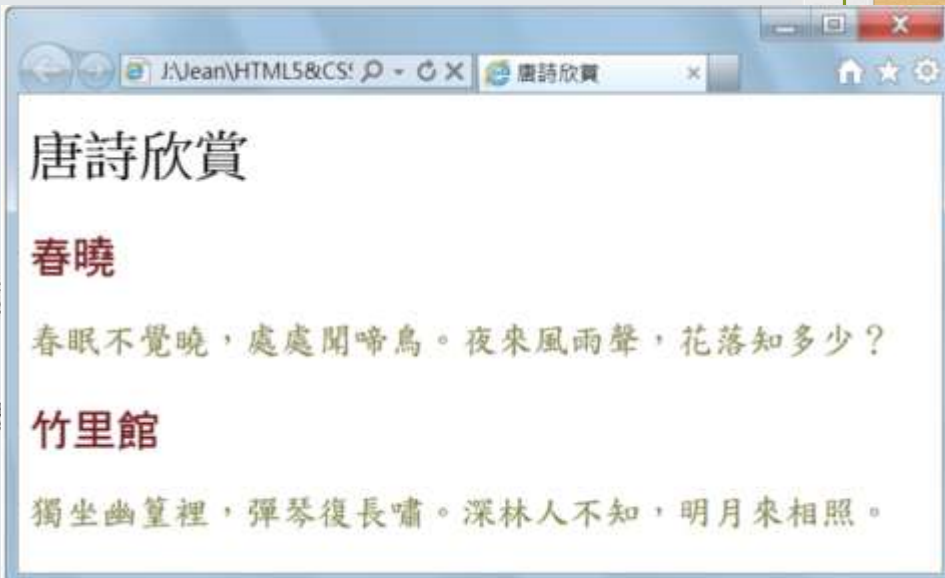 J:\Jean\HTML5&CS
唐詩欣賞
唐詩欣賞
春曉
春眠不覺曉，處處聞啼鳥。夜來風雨聲，花落知多少？
竹里館
獨坐幽篁裡，彈琴復長嘯。深林人不知，明月來相照。